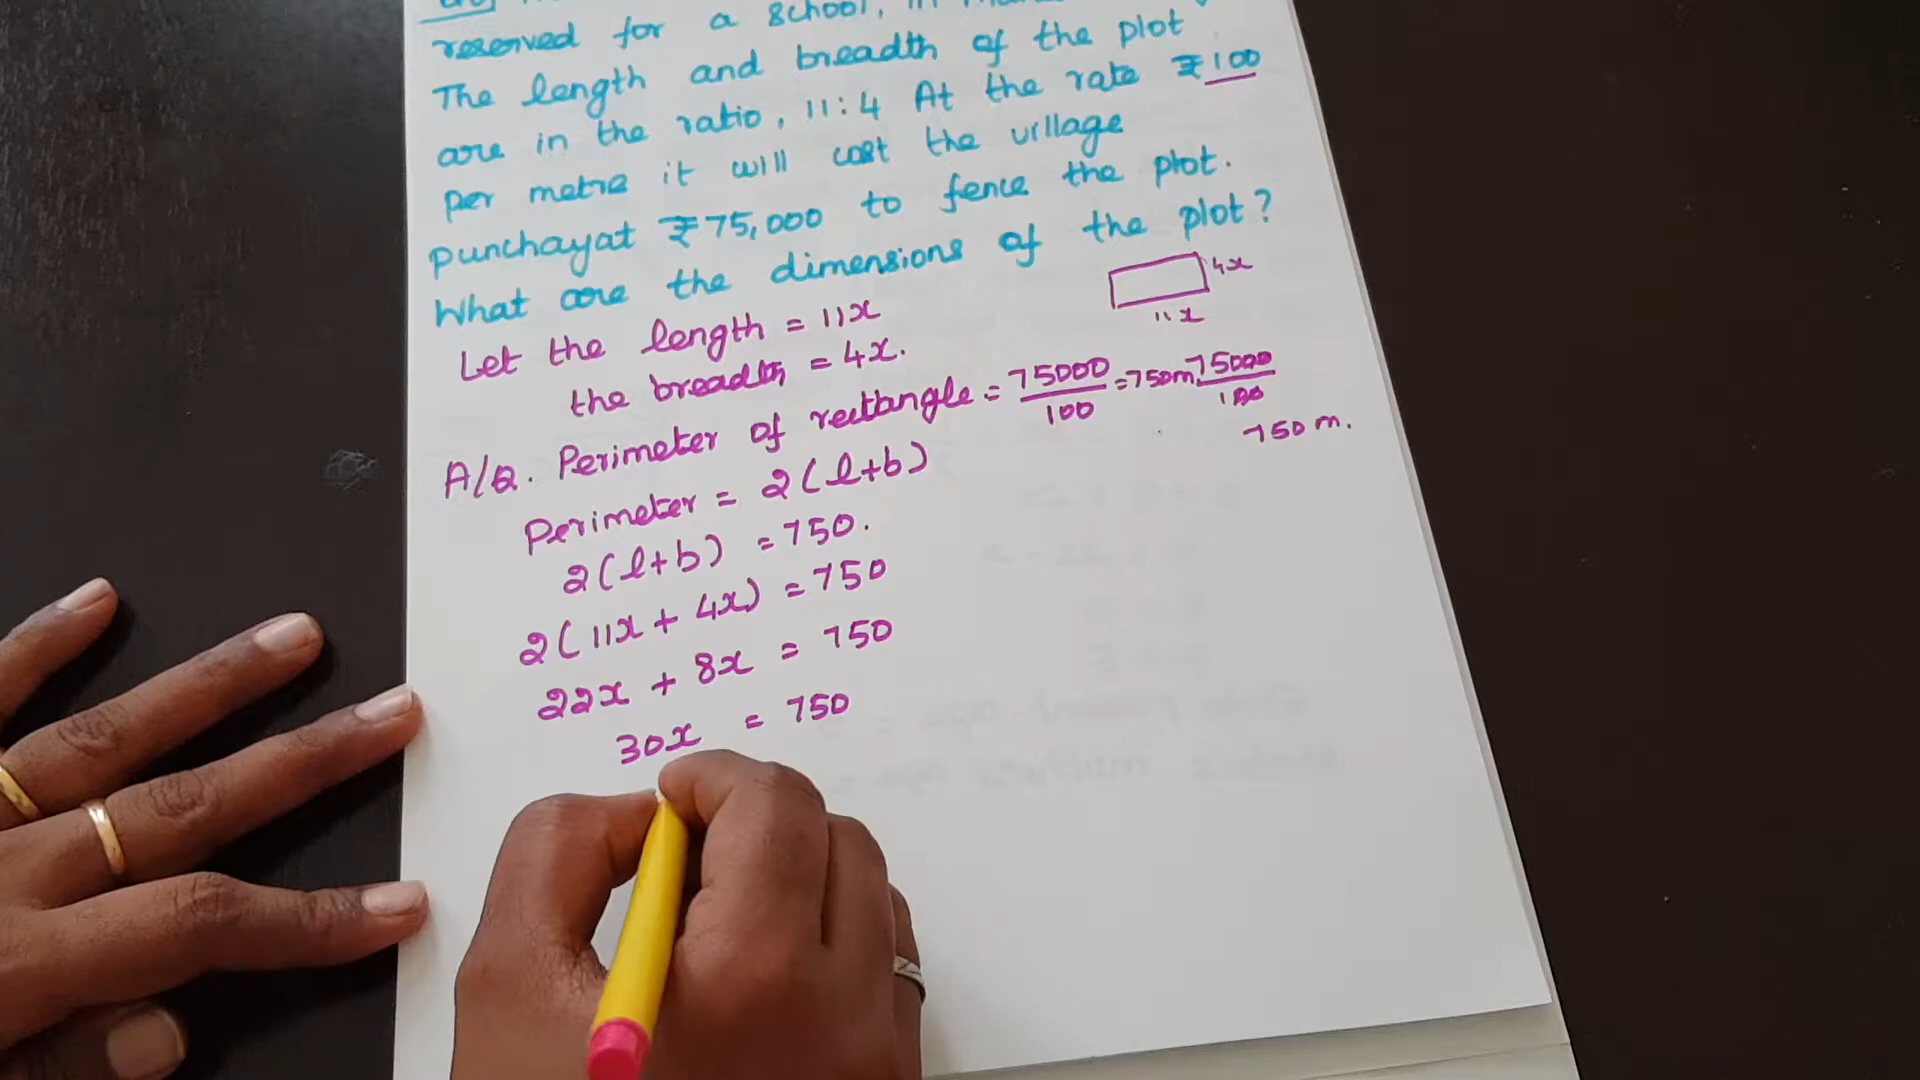 reserved for a school, in
The length and breadth of the plot
are in the ratio, 11:4 At the rate ₹100
per metre it will cost the village
punchayat ₹75,000 to fence the plot.
What are the dimensions of the plot?
4x
11x
Let the length = 11x
the breadth = 4x.
A/Q. Perimeter of rectangle = 75000/100 = 750m 75000/100
750 m.
Perimeter = 2(l+b)
2(l+b) = 750.
2(11x + 4x) = 750
22x + 8x = 750
30x = 750